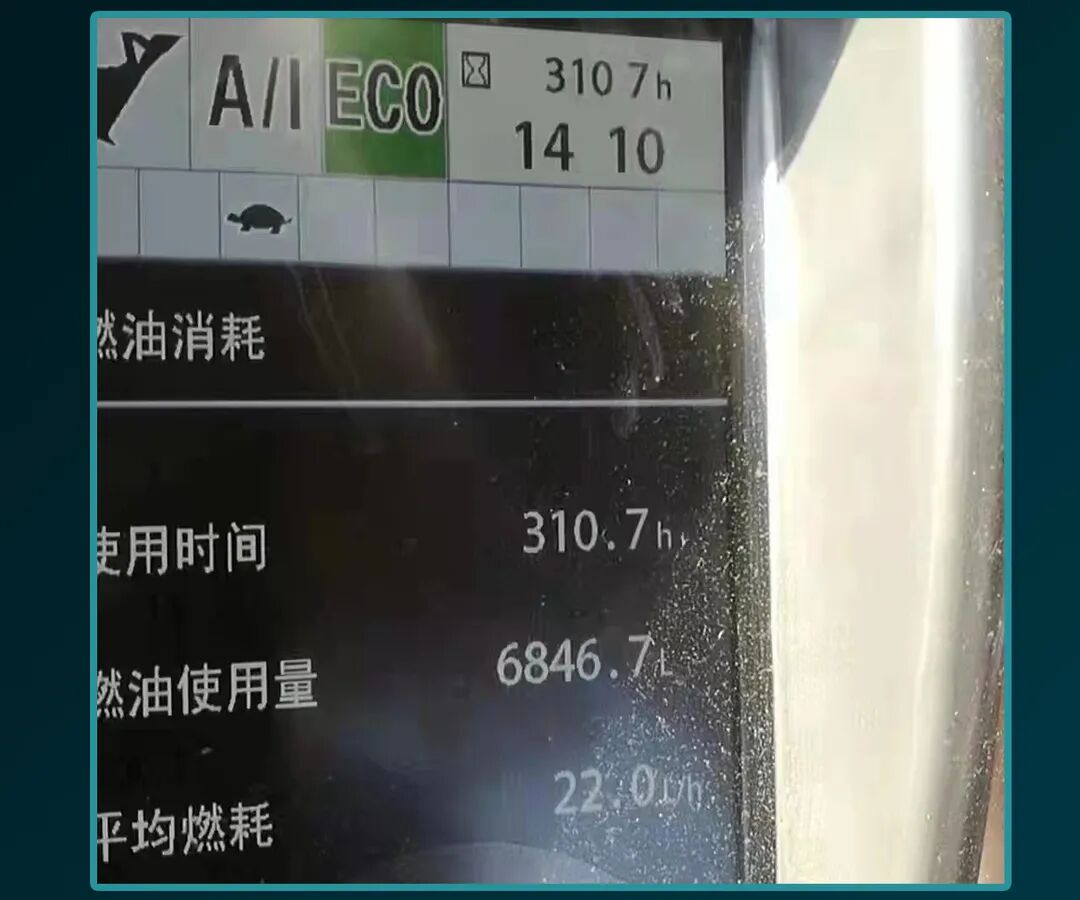 A/I ECO 310 7h
14 10
燃油消耗
使用时间 310.7h
燃油使用量 6846.7L
平均燃耗 22.0L/h